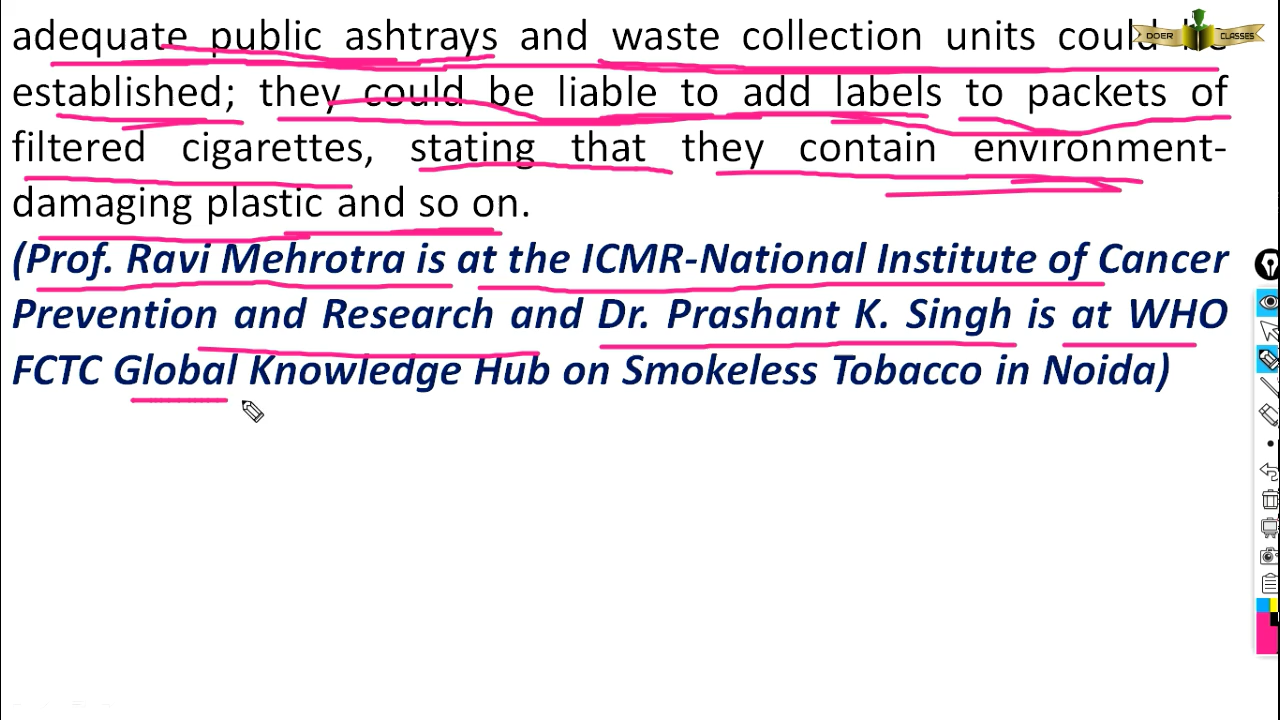 adequate public ashtrays and waste collection units could be
established; they could be liable to add labels to packets of
filtered cigarettes, stating that they contain environment-
damaging plastic and so on.
(Prof. Ravi Mehrotra is at the ICMR-National Institute of Cancer
Prevention and Research and Dr. Prashant K. Singh is at WHO
FCTC Global Knowledge Hub on Smokeless Tobacco in Noida)
DOER CLASSES